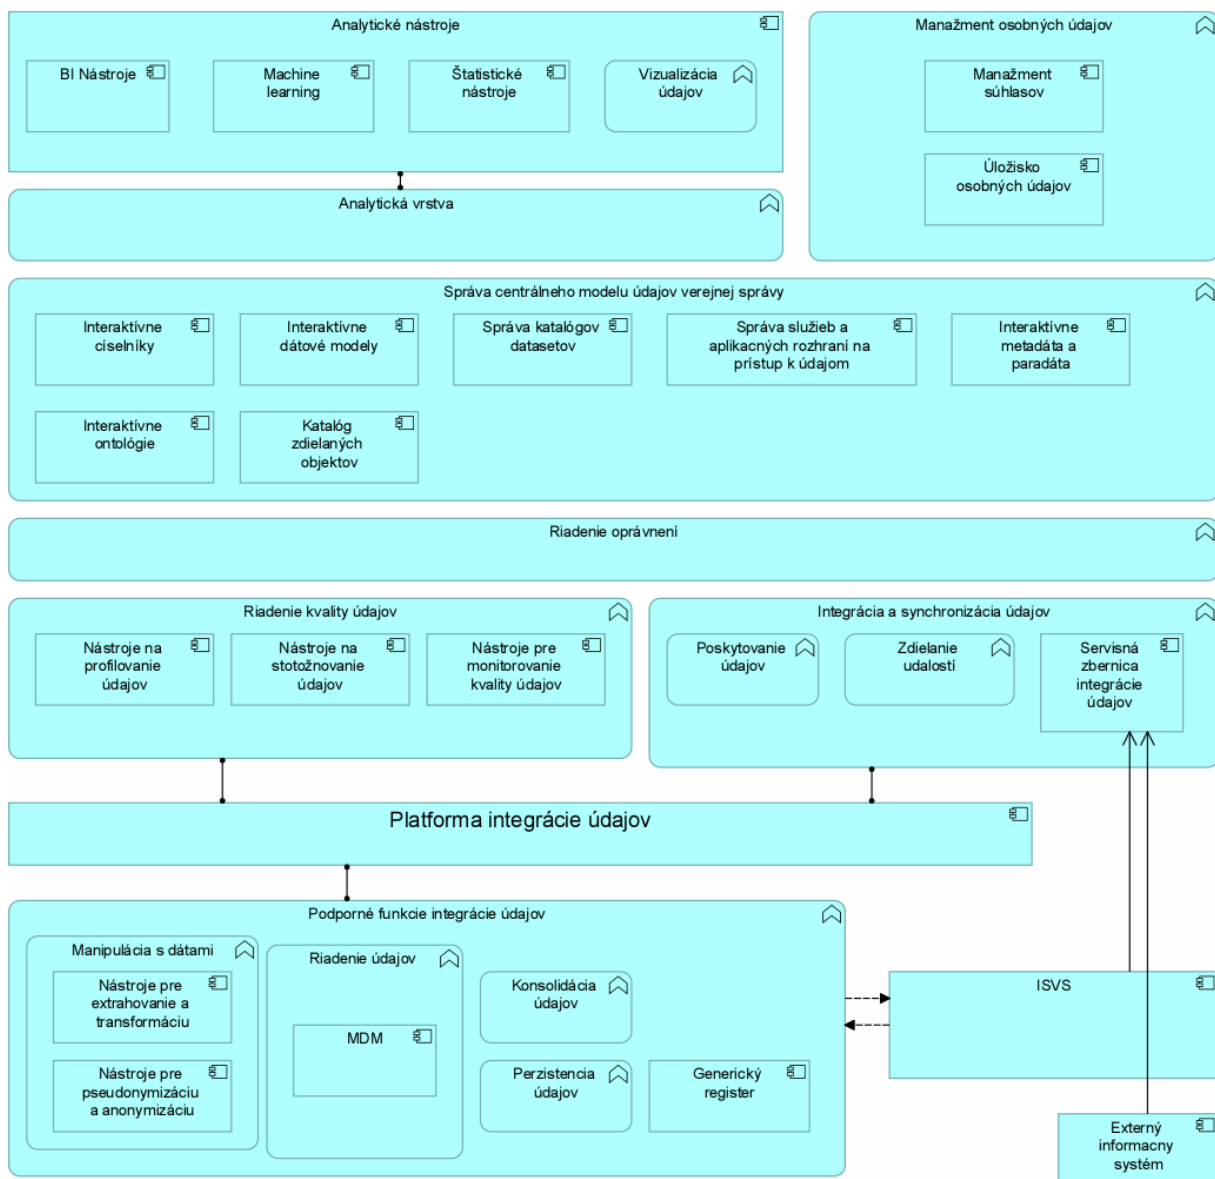 Analytické nástroje
BI Nástroje
Machine
learning
Štatistické
nástroje
Vizualizácia
údajov
Manažment osobných údajov
Manažment
súhlasov
Úložisko
osobných údajov
Analytická vrstva
Správa centrálneho modelu údajov verejnej správy
Interaktívne
císelníky
Interaktívne
dátové modely
Správa katalógov
datasetov
Správa služieb a
aplikacných rozhraní na
prístup k údajom
Interaktívne
metadáta a
paradáta
Interaktívne
ontológie
Katalóg
zdielaných
objektov
Riadenie oprávnení
Riadenie kvality údajov
Nástroje na
profilovanie
údajov
Nástroje na
stotožnovanie
údajov
Nástroje pre
monitorovanie
kvality údajov
Integrácia a synchronizácia údajov
Poskytovanie
údajov
Zdielanie
udalostí
Servisná
zbernica
integrácie
údajov
Platforma integrácie údajov
Podporné funkcie integrácie údajov
Manipulácia s dátami
Nástroje pre
extrahovanie a
transformáciu
Nástroje pre
pseudonymizáciu
a anonymizáciu
Riadenie údajov
MDM
Konsolidácia
údajov
Perzistencia
údajov
Generický
register
ISVS
Externý
informacny
systém